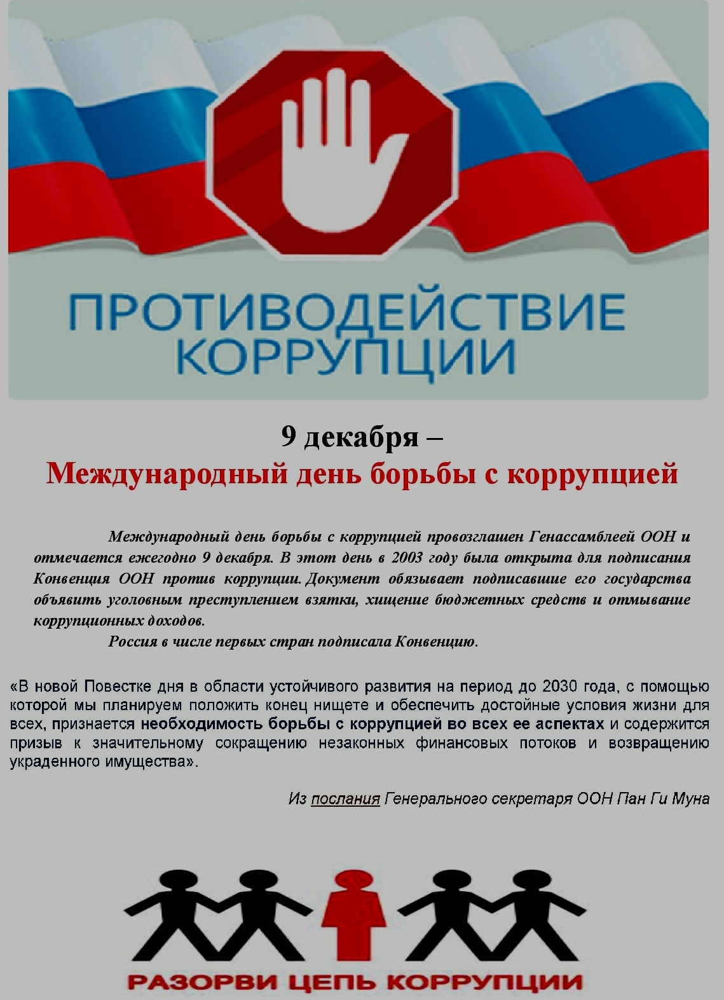 ПРОТИВОДЕЙСТВИЕ
КОРРУПЦИИ
9 декабря –
Международный день борьбы с коррупцией
Международный день борьбы с коррупцией провозглашен Генассамблеей ООН и
отмечается ежегодно 9 декабря. В этот день в 2003 году была открыта для подписания
Конвенция ООН против коррупции. Документ обязывает подписавшие его государства
объявить уголовным преступлением взятки, хищение бюджетных средств и отмывание
коррупционных доходов.
Россия в числе первых стран подписала Конвенцию.
«В новой Повестке дня в области устойчивого развития на период до 2030 года, с помощью
которой мы планируем положить конец нищете и обеспечить достойные условия жизни для
всех, признается необходимость борьбы с коррупцией во всех ее аспектах и содержится
призыв к значительному сокращению незаконных финансовых потоков и возвращению
украденного имущества».
Из послания Генерального секретаря ООН Пан Ги Муна
РАЗОРВИ ЦЕПЬ КОРРУПЦИИ